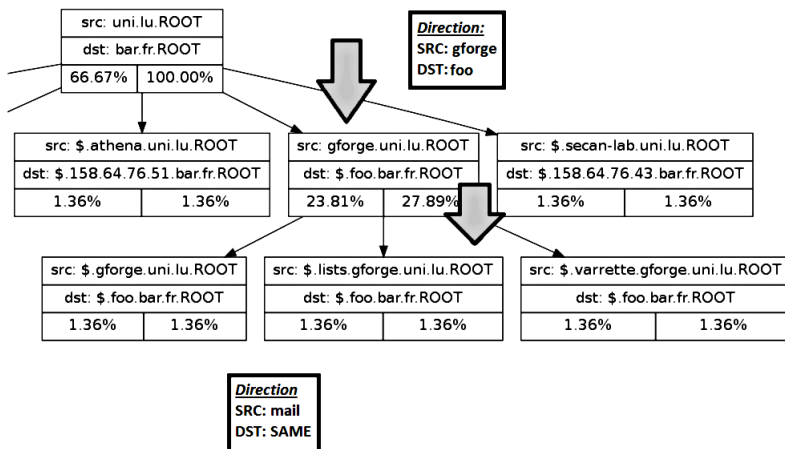 src: uni.lu.ROOT
dst: bar.fr.ROOT
66.67% 100.00%
Direction:
SRC: gforge
DST: foo
src: $.athena.uni.lu.ROOT
dst: $.158.64.76.51.bar.fr.ROOT
1.36% 1.36%
src: gforge.uni.lu.ROOT
dst: $.foo.bar.fr.ROOT
23.81% 27.89%
src: $.secan-lab.uni.lu.ROOT
dst: $.158.64.76.43.bar.fr.ROOT
1.36% 1.36%
src: $.gforge.uni.lu.ROOT
dst: $.foo.bar.fr.ROOT
1.36% 1.36%
src: $.lists.gforge.uni.lu.ROOT
dst: $.foo.bar.fr.ROOT
1.36% 1.36%
src: $.varrette.gforge.uni.lu.ROOT
dst: $.foo.bar.fr.ROOT
1.36% 1.36%
Direction
SRC: mail
DST: SAME